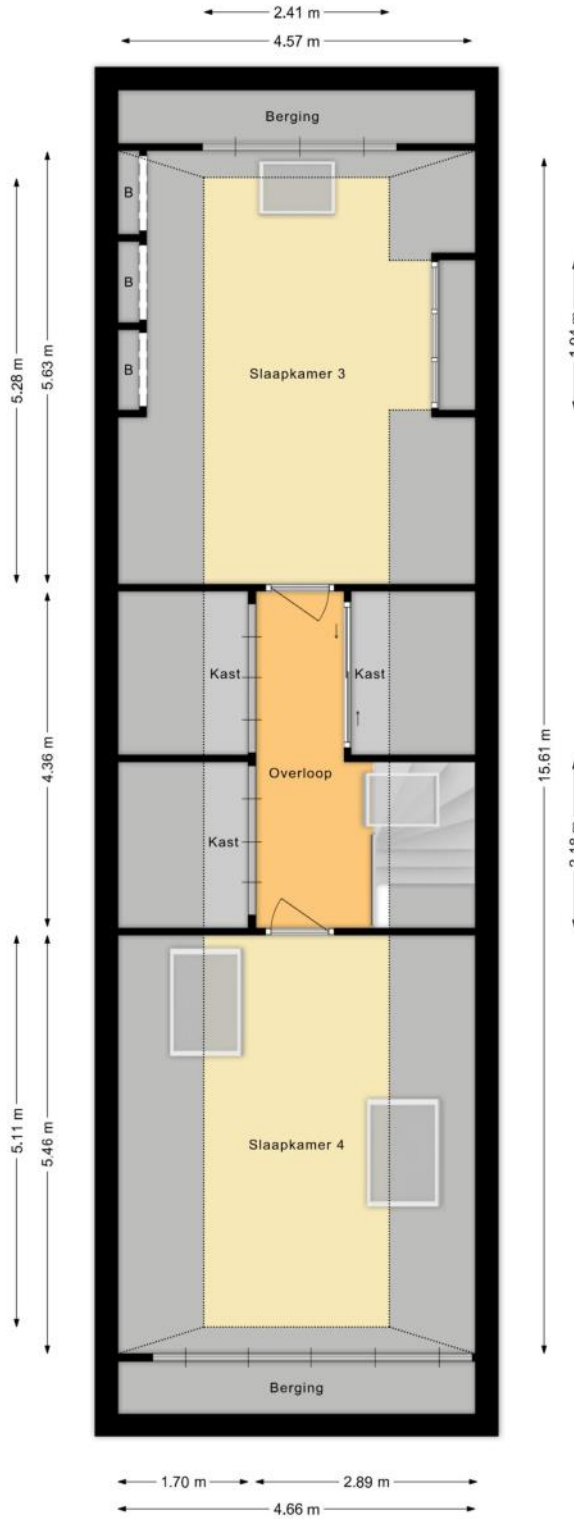 2.41 m
4.57 m
Berging
B
B
B
Slaapkamer 3
5.28 m
5.63 m
Kast
Kast
Overloop
4.36 m
15.61 m
Kast
Slaapkamer 4
5.11 m
5.46 m
Berging
1.70 m
2.89 m
4.66 m